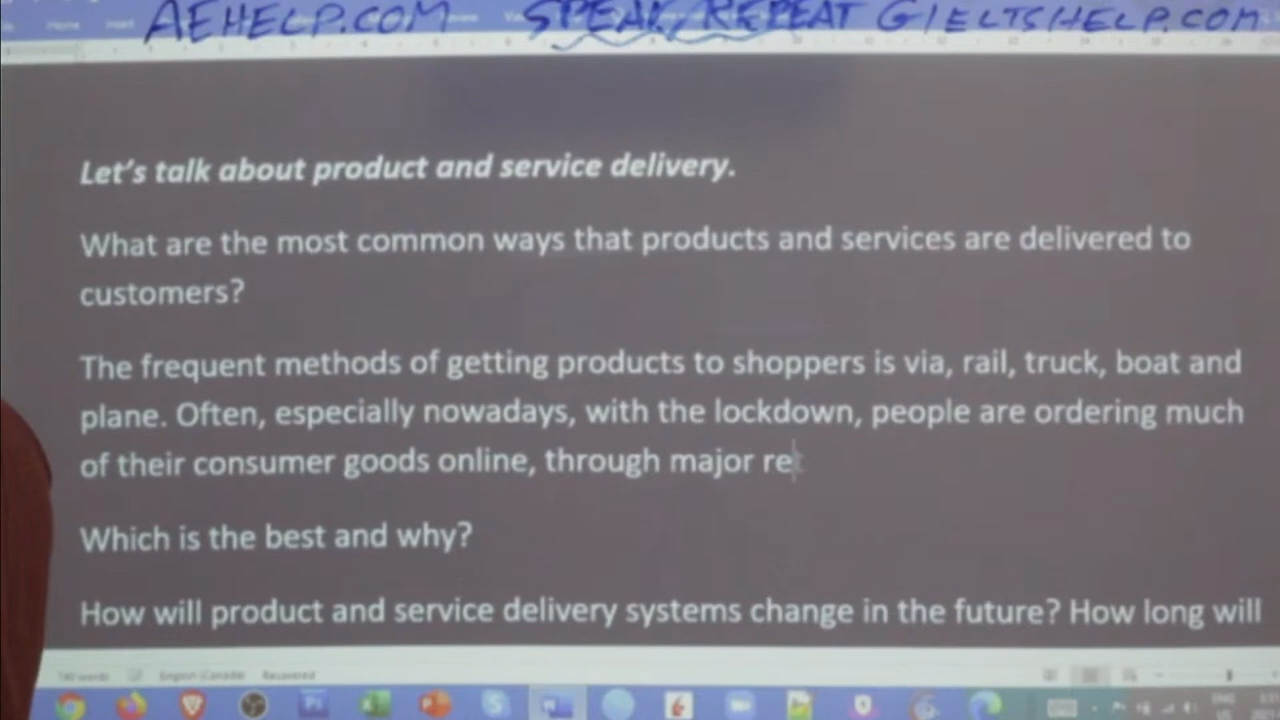 AEHELP.COM SPEAK, REPEAT GIELTSHELP.COM
Let's talk about product and service delivery.
What are the most common ways that products and services are delivered to
customers?
The frequent methods of getting products to shoppers is via, rail, truck, boat and
plane. Often, especially nowadays, with the lockdown, people are ordering much
of their consumer goods online, through major ret
Which is the best and why?
How will product and service delivery systems change in the future? How long will
English (Canada) Recovered